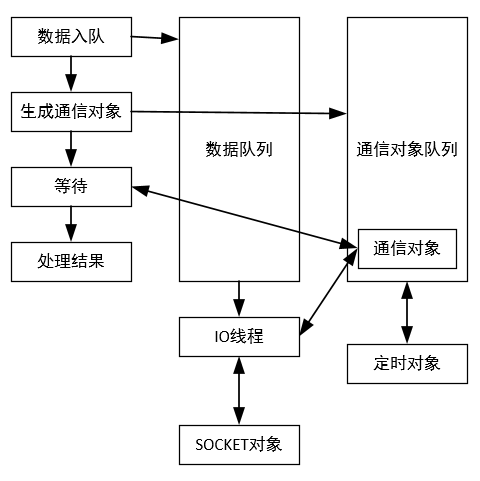 数据入队
生成通信对象
等待
处理结果
数据队列
通信对象队列
通信对象
IO线程
定时对象
SOCKET对象